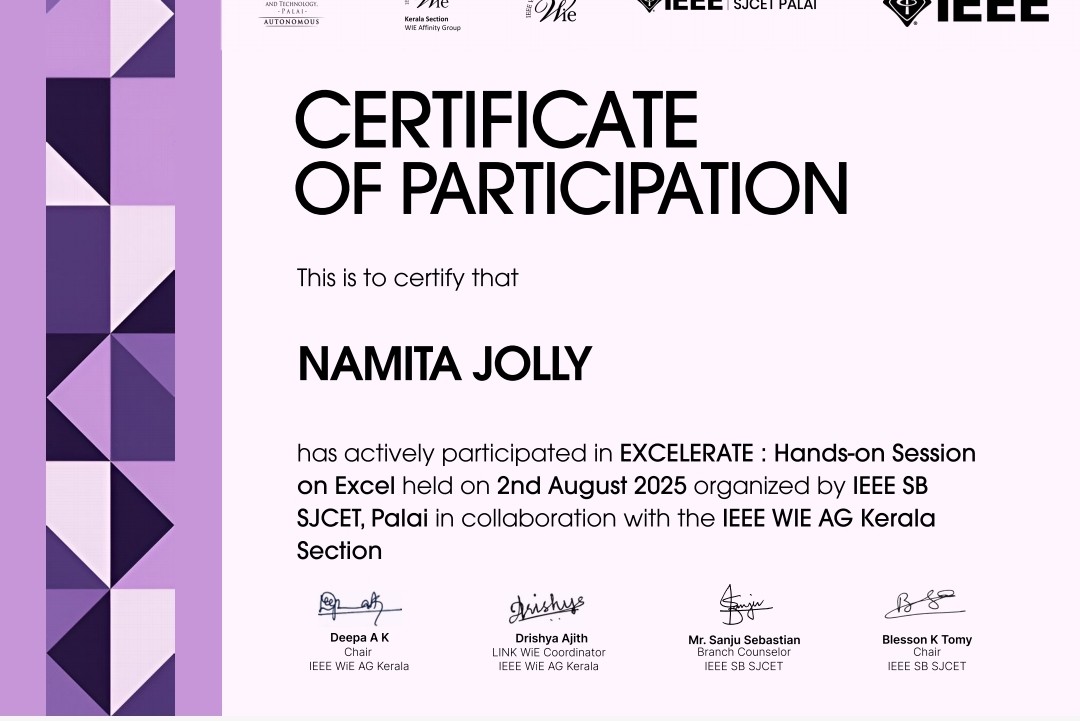 AND TECHNOLOGY,
-PALAI-
AUTONOMOUS
Wie
Kerala Section
WIE Affinity Group
Wie
IEEE | SJCET PALAI
IEEE
CERTIFICATE
OF PARTICIPATION
This is to certify that
NAMITA JOLLY
has actively participated in EXCELERATE : Hands-on Session
on Excel held on 2nd August 2025 organized by IEEE SB
SJCET, Palai in collaboration with the IEEE WIE AG Kerala
Section
Deepa A K
Chair
IEEE WiE AG Kerala
Drishya Ajith
LINK WiE Coordinator
IEEE WiE AG Kerala
Mr. Sanju Sebastian
Branch Counselor
IEEE SB SJCET
Blesson K Tomy
Chair
IEEE SB SJCET